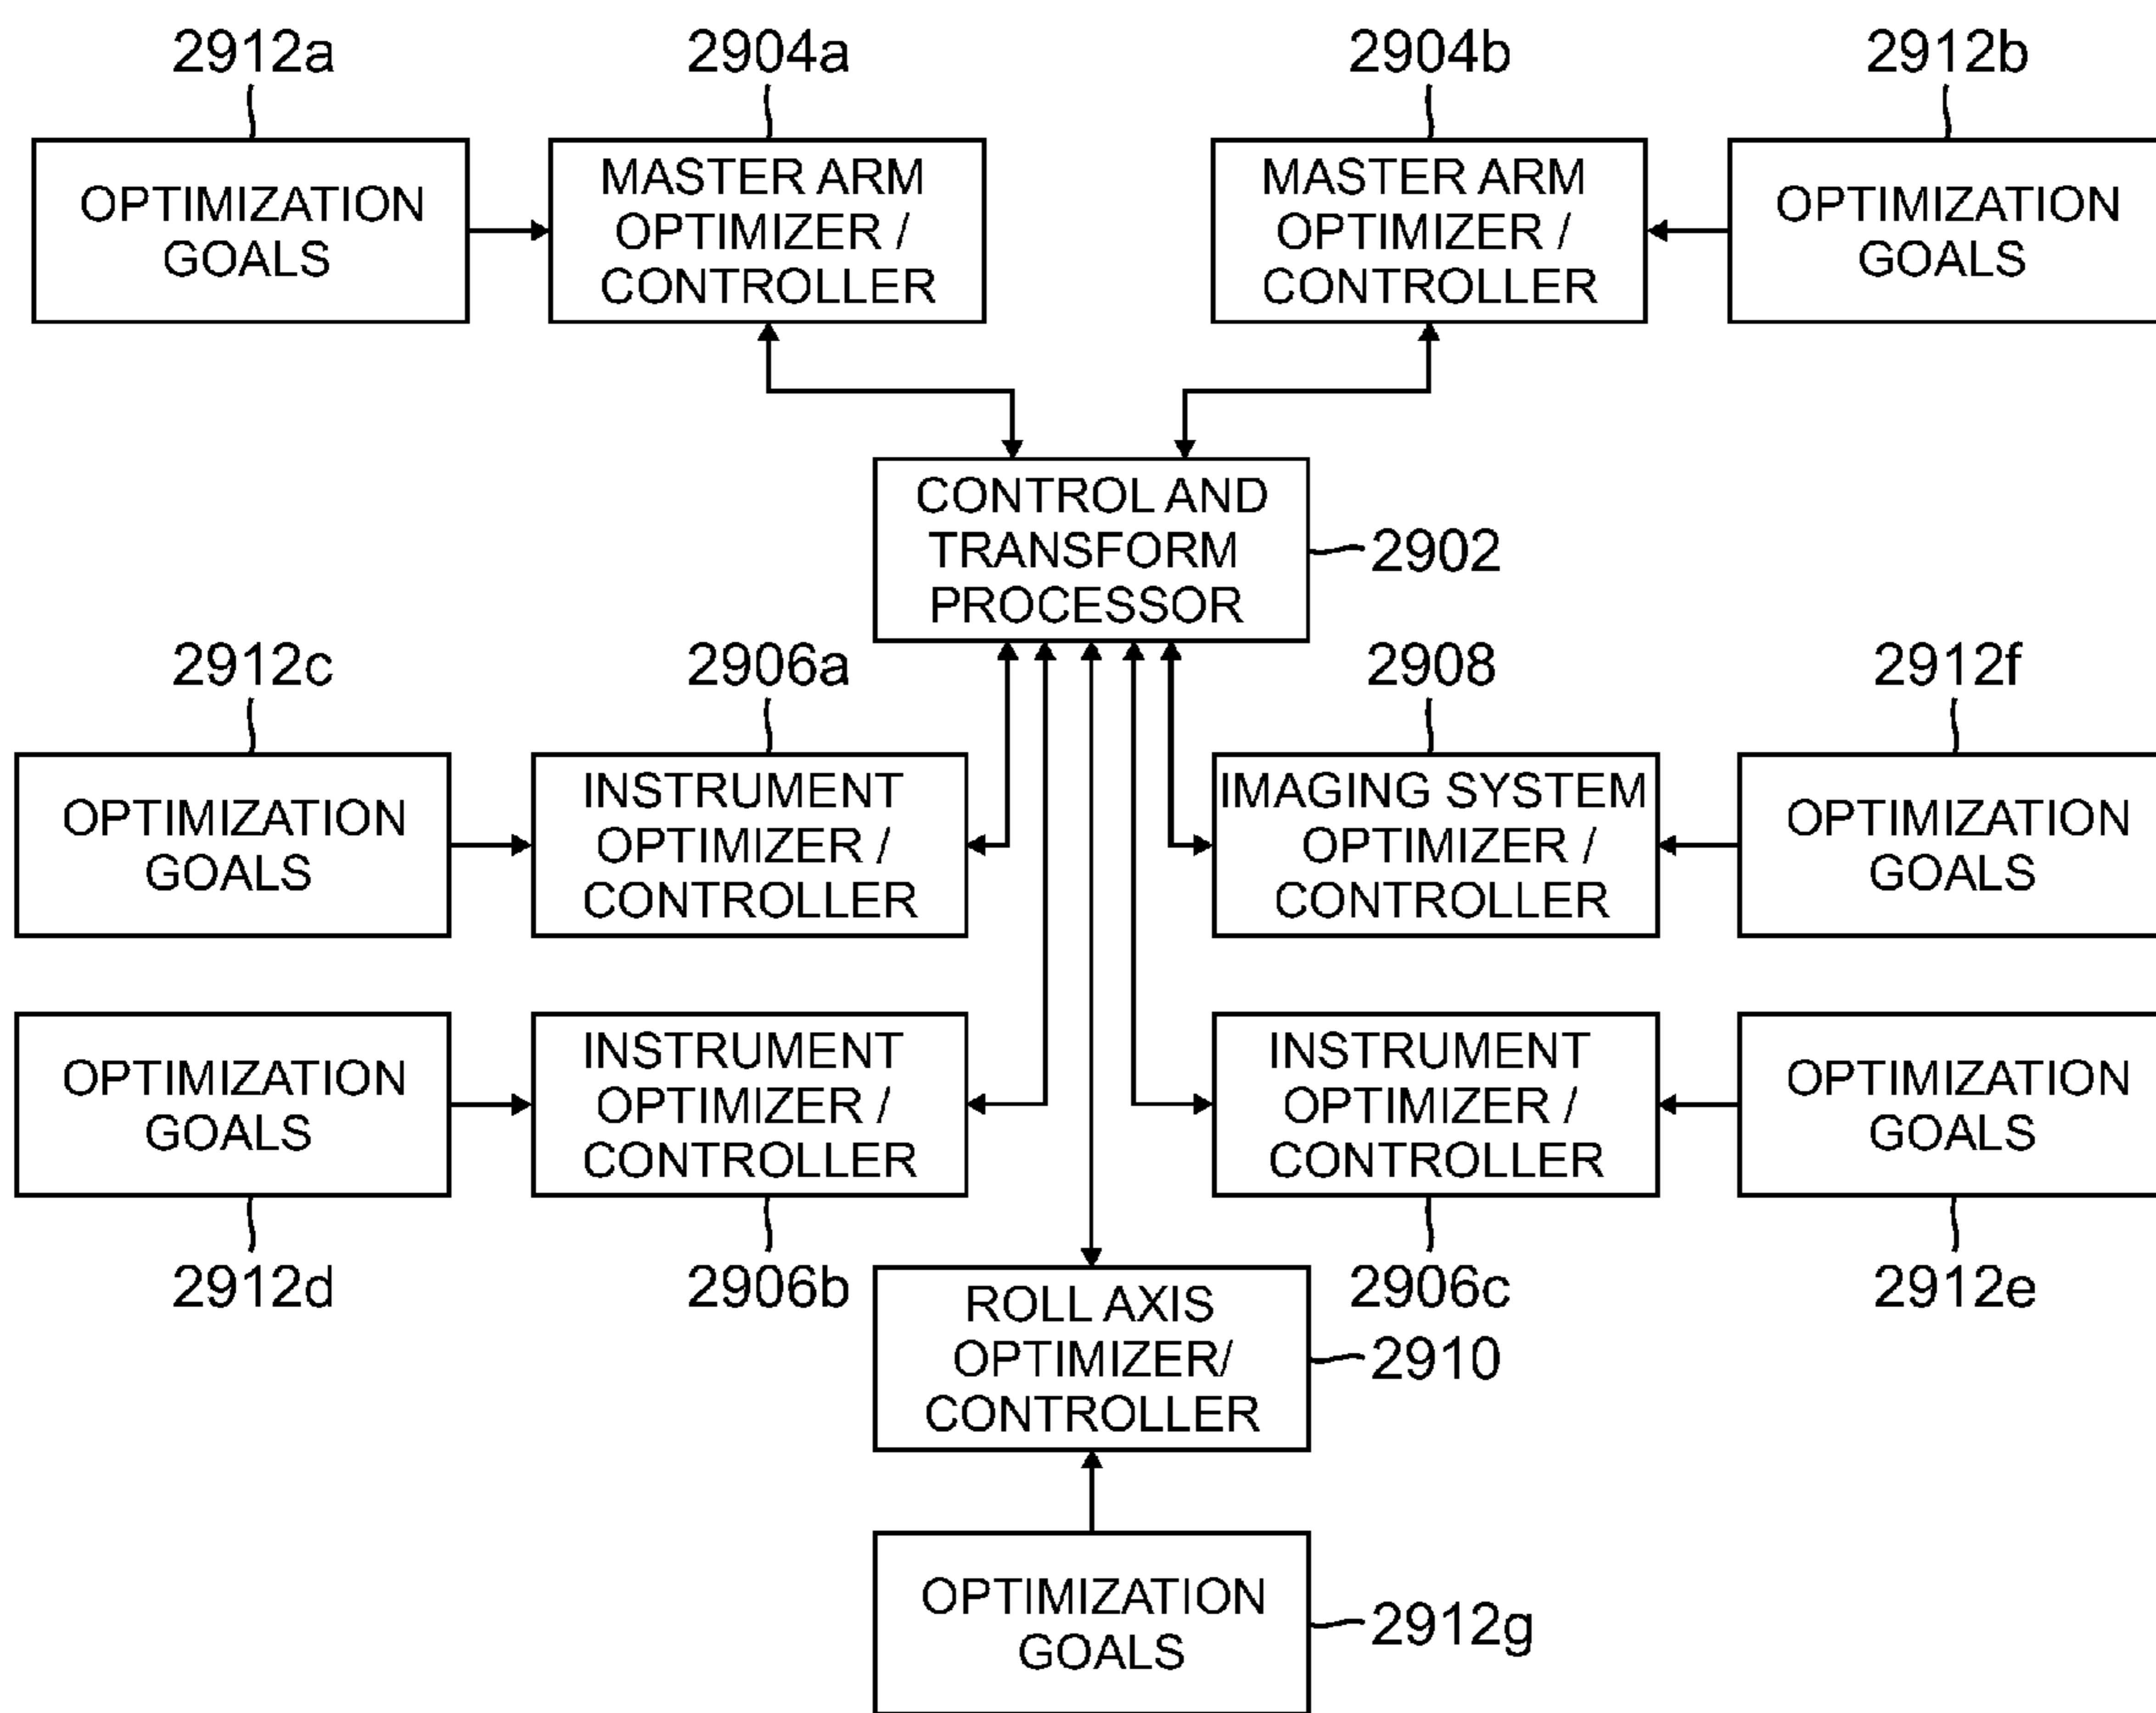 2912a
2904a
2904b
2912b
OPTIMIZATION
GOALS
MASTER ARM
OPTIMIZER /
CONTROLLER
MASTER ARM
OPTIMIZER /
CONTROLLER
OPTIMIZATION
GOALS
CONTROL AND
TRANSFORM
PROCESSOR
2902
2912c
2906a
2908
2912f
OPTIMIZATION
GOALS
INSTRUMENT
OPTIMIZER /
CONTROLLER
IMAGING SYSTEM
OPTIMIZER /
CONTROLLER
OPTIMIZATION
GOALS
OPTIMIZATION
GOALS
INSTRUMENT
OPTIMIZER /
CONTROLLER
INSTRUMENT
OPTIMIZER /
CONTROLLER
OPTIMIZATION
GOALS
2912d
2906b
2906c
2912e
ROLL AXIS
OPTIMIZER/
CONTROLLER
2910
OPTIMIZATION
GOALS
2912g